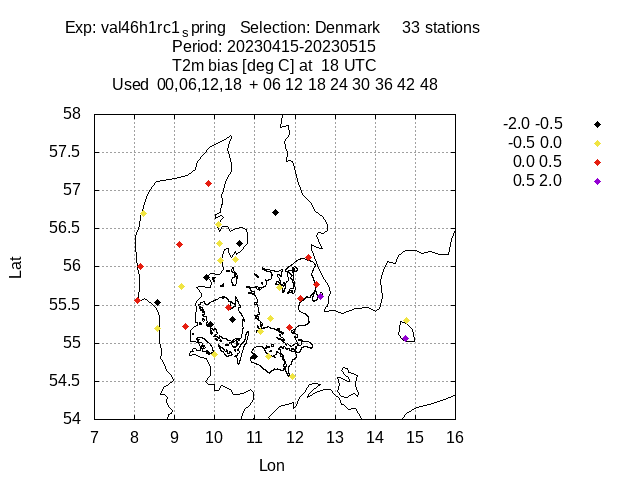 Exp: val46h1rc1spring Selection: Denmark 33 stations
Period: 20230415-20230515
T2m bias [deg C] at 18 UTC
Used 00,06,12,18 + 06 12 18 24 30 36 42 48
-2.0 -0.5
-0.5 0.0
0.0 0.5
0.5 2.0
58
57.5
57
56.5
56
55.5
55
54.5
54
Lat
7 8 9 10 11 12 13 14 15 16
Lon